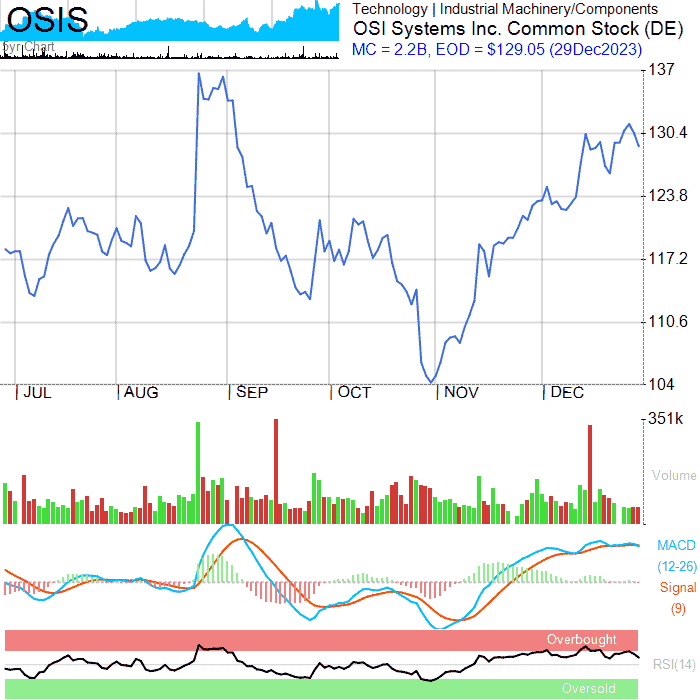 OSIS
5yr Chart
Technology | Industrial Machinery/Components
OSI Systems Inc. Common Stock (DE)
MC = 2.2B, EOD = $129.05 (29Dec2023)
137
130.4
123.8
117.2
110.6
104
JUL AUG SEP OCT NOV DEC
351k
Volume
MACD
(12-26)
Signal
(9)
Overbought
RSI(14)
Oversold